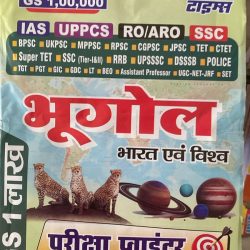 GS 1,00,000
टाइम्स
IAS UPPCS RO/ARO SSC
•BPSC •UKPSC •MPPSC •RPSC •CGPSC •JPSC •TET •CTET
•Super TET •SSC (Tier-I&II) •RRB •UPSSSC •DSSSB •POLICE
•TGT •PGT •GIC •GDC •LT •BEO •Assistant Professor •UGC-NET-JRF •SET
भूगोल
भारत एवं विश्व
GS 1 लाख
परीक्षा प्वाइंटर